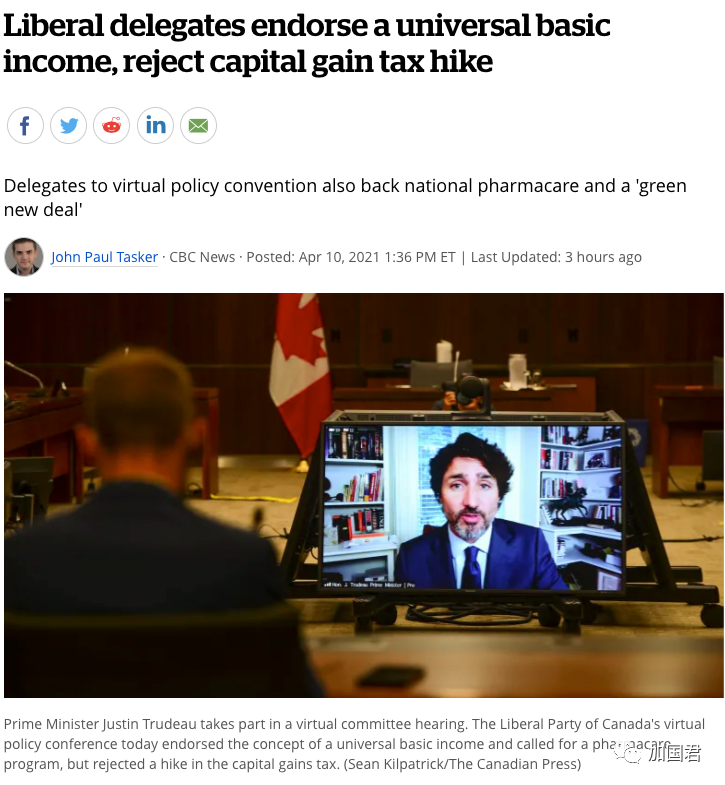 Liberal delegates endorse a universal basic
income, reject capital gain tax hike
Delegates to virtual policy convention also back national pharmacare and a 'green
new deal'
John Paul Tasker · CBC News · Posted: Apr 10, 2021 1:36 PM ET | Last Updated: 3 hours ago
Hon. J. Trudeau Prime Minister | Pre
Prime Minister Justin Trudeau takes part in a virtual committee hearing. The Liberal Party of Canada's virtual
policy conference today endorsed the concept of a universal basic income and called for a pharmacare
program, but rejected a hike in the capital gains tax. (Sean Kilpatrick/The Canadian Press)
加国君